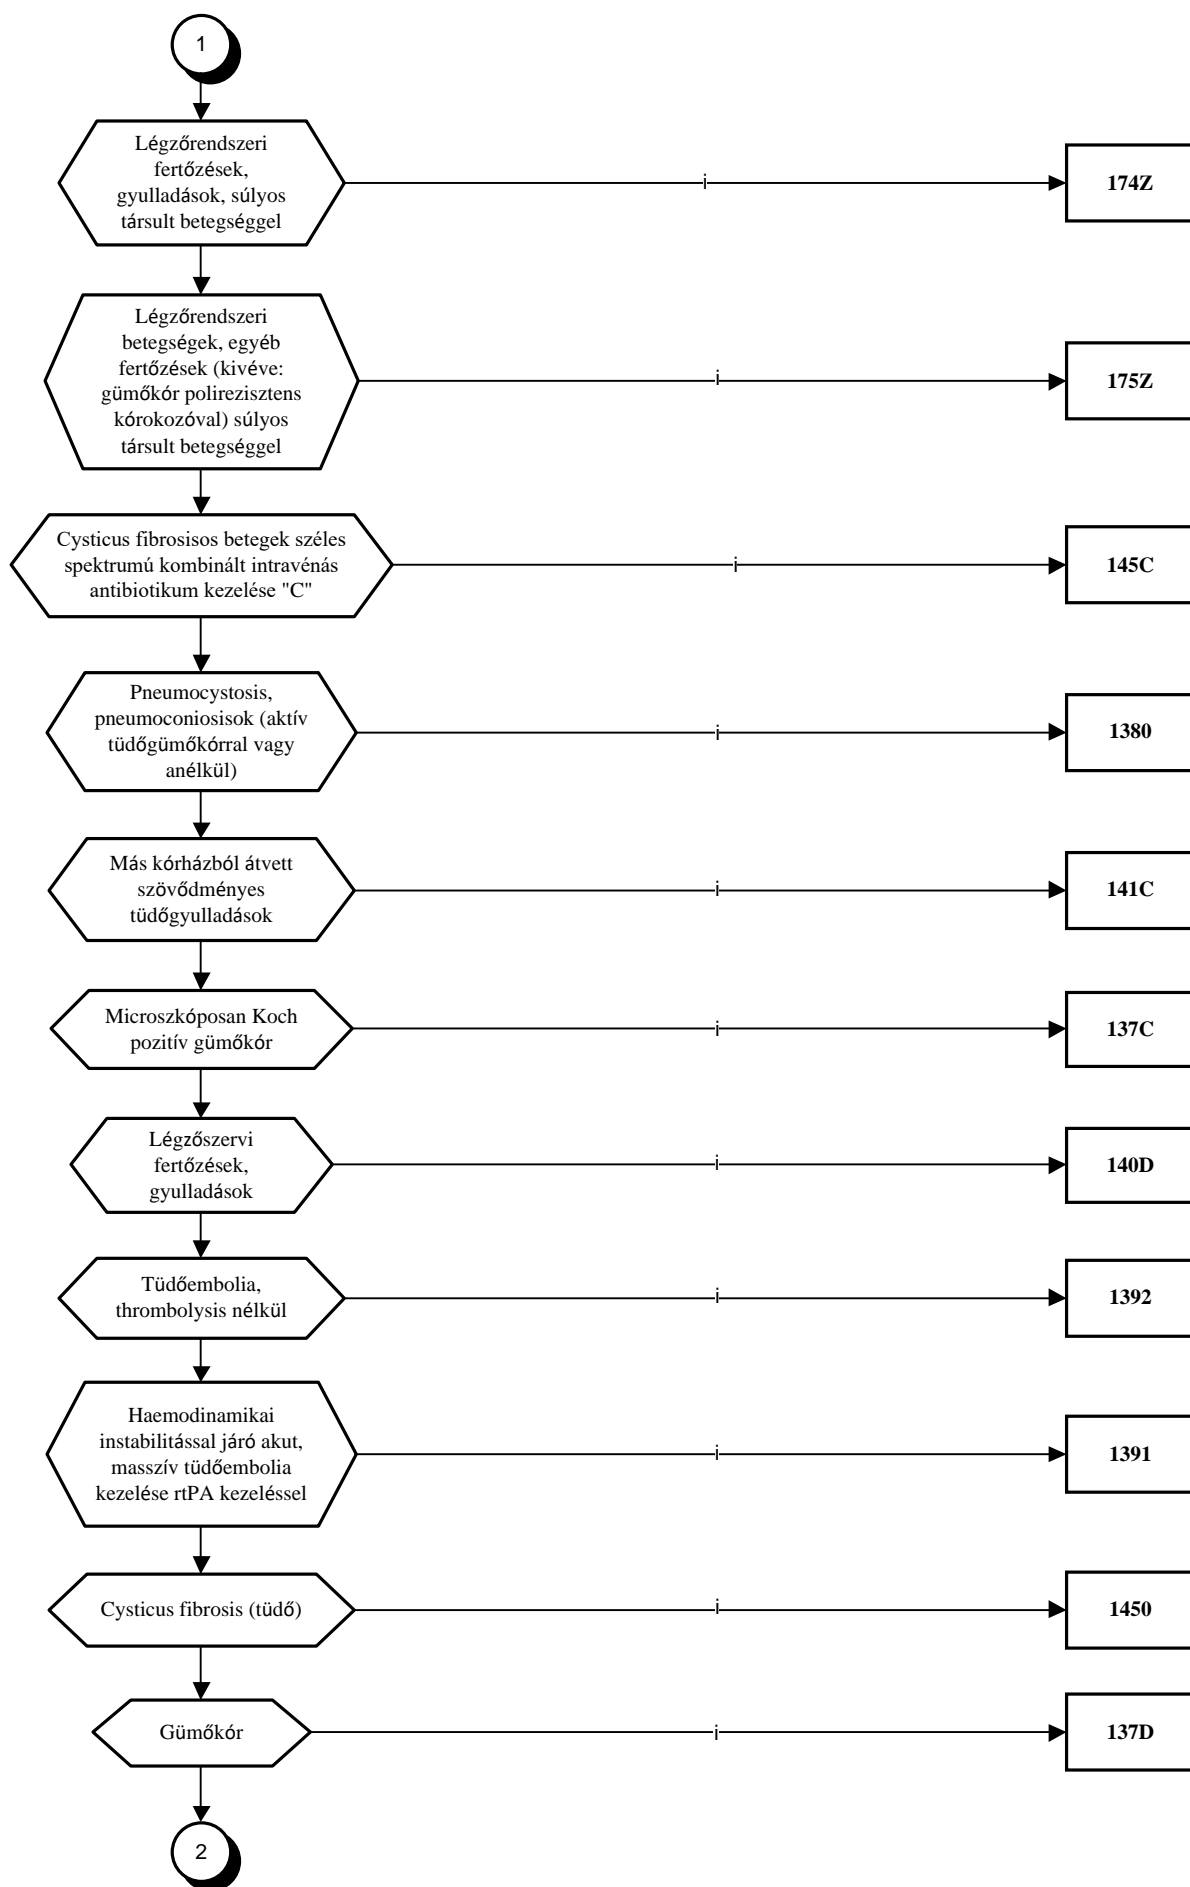 1
Légzőrendszeri
fertőzések,
gyulladások, súlyos
társult betegséggel
i
174Z
Légzőrendszeri
betegségek, egyéb
fertőzések (kivéve:
gümőkór polirezisztens
kórokozóval) súlyos
társult betegséggel
i
175Z
Cysticus fibrosisos betegek széles
spektrumú kombinált intravénás
antibiotikum kezelése "C"
i
145C
Pneumocystosis,
pneumoconiosisok (aktív
tüdőgümőkórral vagy
anélkül)
i
1380
Más kórházból átvett
szövődményes
tüdőgyulladások
i
141C
Microszkóposan Koch
pozitív gümőkór
i
137C
Légzőszervi
fertőzések,
gyulladások
i
140D
Tüdőembolia,
thrombolysis nélkül
i
1392
Haemodinamikai
instabilitással járó akut,
masszív tüdőembolia
kezelése rtPA kezeléssel
i
1391
Cysticus fibrosis (tüdő)
i
1450
Gümőkór
i
137D
2